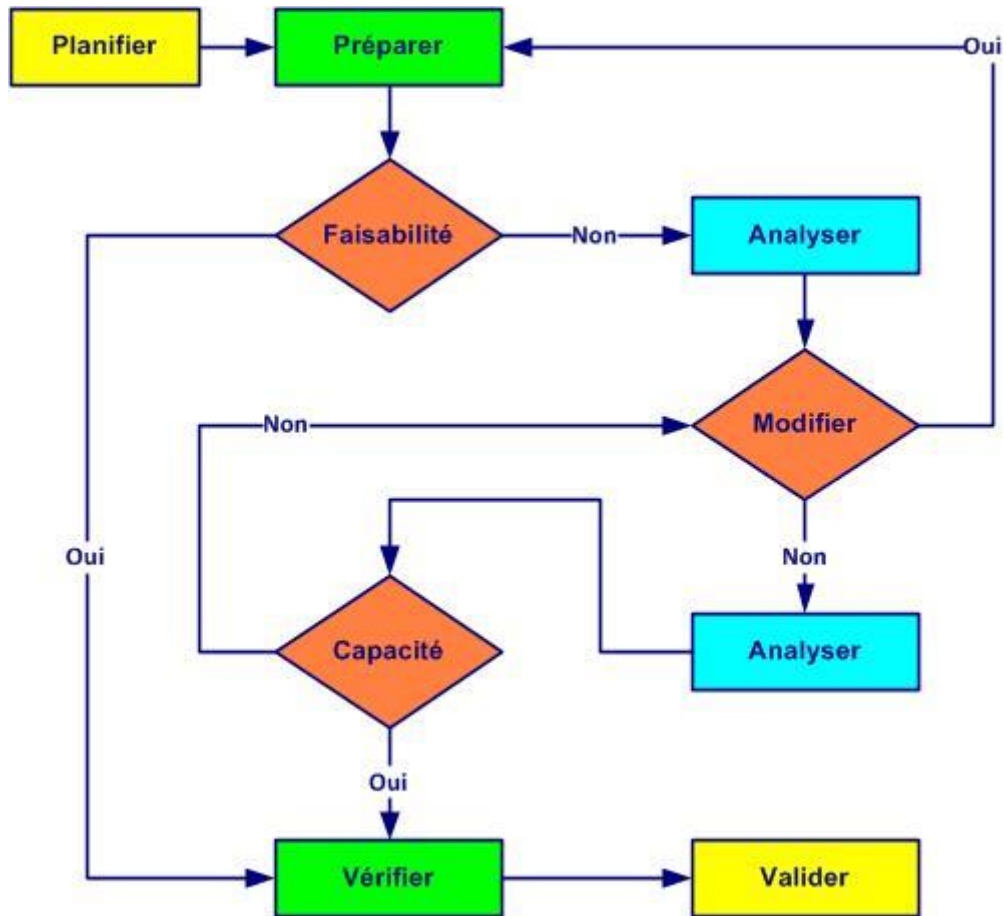 Planifier
Préparer
Oui
Faisabilité
Non
Analyser
Non
Modifier
Oui
Non
Capacité
Analyser
Oui
Vérifier
Valider